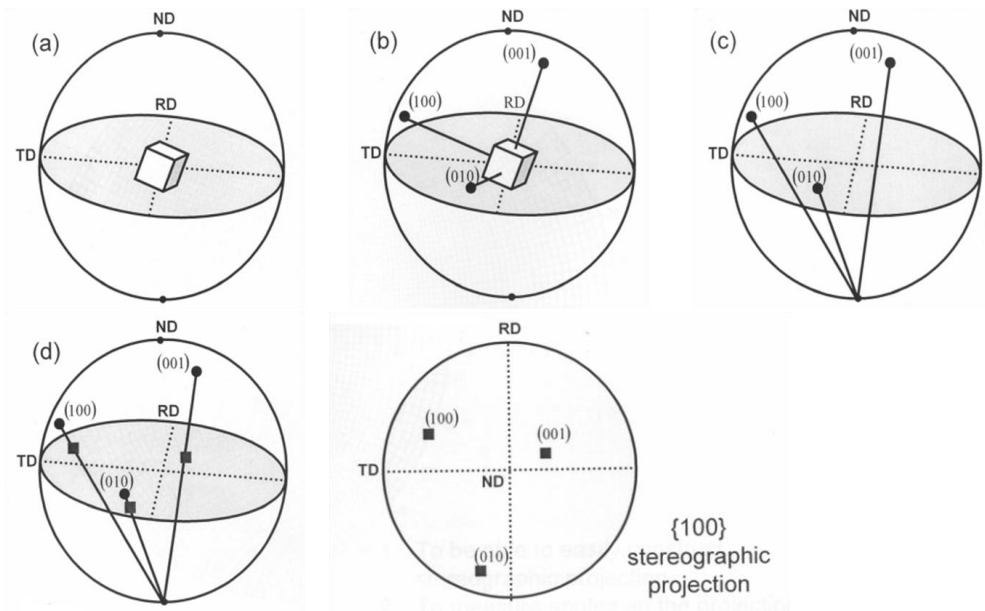 (a)
ND
RD
TD
(b)
ND
(001)
(100)
RD
TD
(010)
(c)
ND
(001)
(100)
RD
TD
(010)
(d)
ND
(001)
(100)
RD
TD
(010)
RD
(100)
(001)
TD
ND
(010)
{100}
stereographic
projection